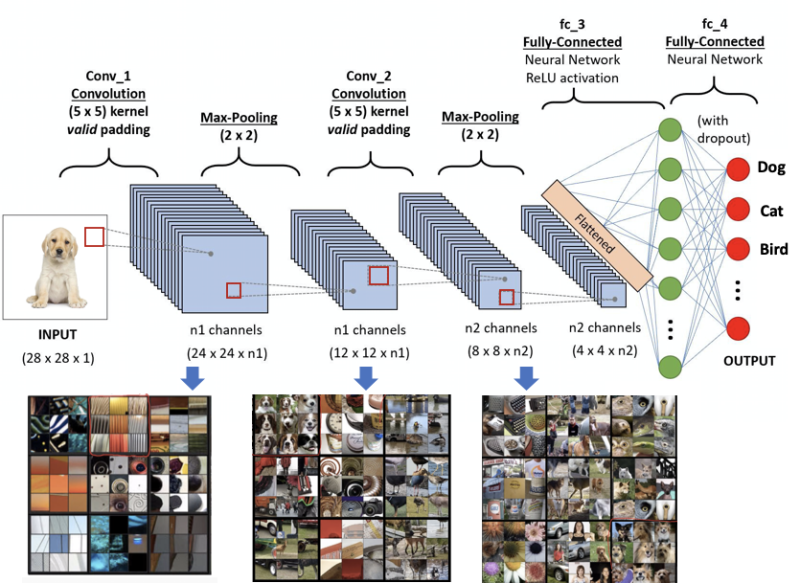 fc_3
Fully-Connected
Neural Network
ReLU activation
fc_4
Fully-Connected
Neural Network
Conv_1
Convolution
(5 x 5) kernel
valid padding
Max-Pooling
(2 x 2)
Conv_2
Convolution
(5 x 5) kernel
valid padding
Max-Pooling
(2 x 2)
(with
dropout)
Flattened
Dog
Cat
Bird
OUTPUT
INPUT
(28 x 28 x 1)
n1 channels
(24 x 24 x n1)
n1 channels
(12 x 12 x n1)
n2 channels
(8 x 8 x n2)
n2 channels
(4 x 4 x n2)